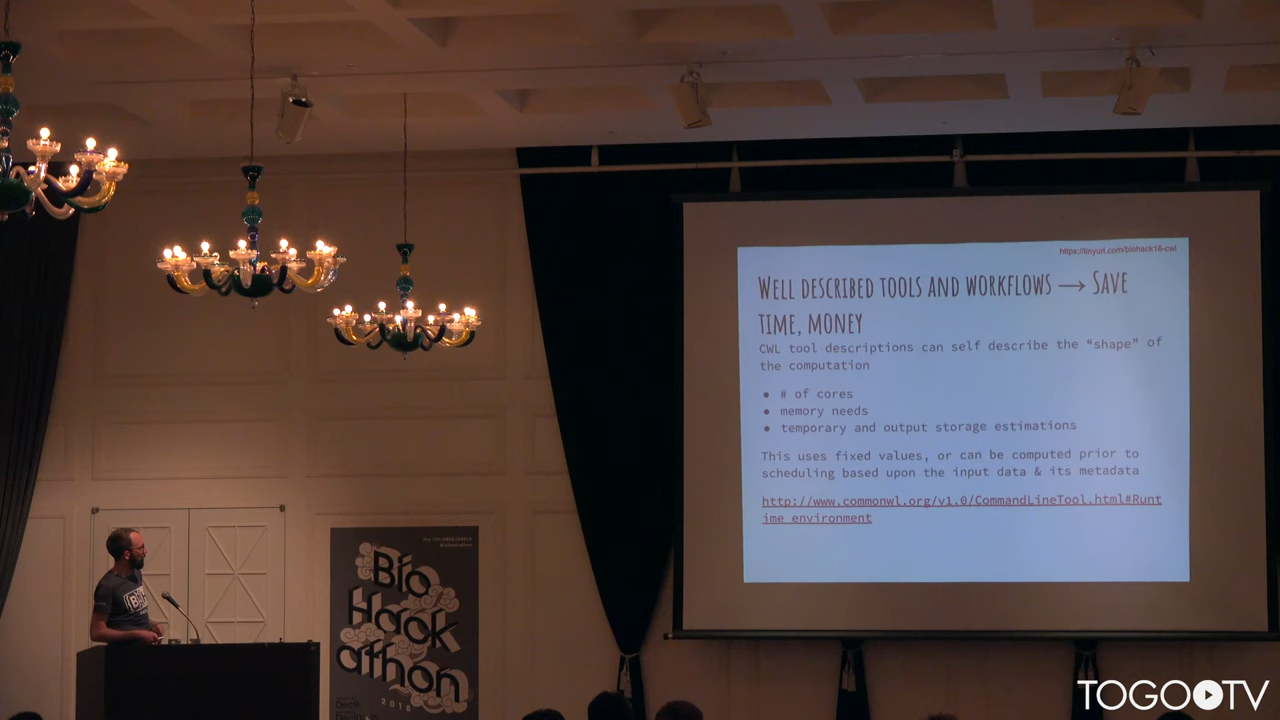 https://tinyurl.com/biohack18-cwl
Well described tools and workflows → Save
time, money
CWL tool descriptions can self describe the “shape” of
the computation
● # of cores
● memory needs
● temporary and output storage estimations
This uses fixed values, or can be computed prior to
scheduling based upon the input data & its metadata
http://www.commonwl.org/v1.0/CommandLineTool.html#Runt
ime_environment
Bio
Hack
athon
2018
TOGOTV